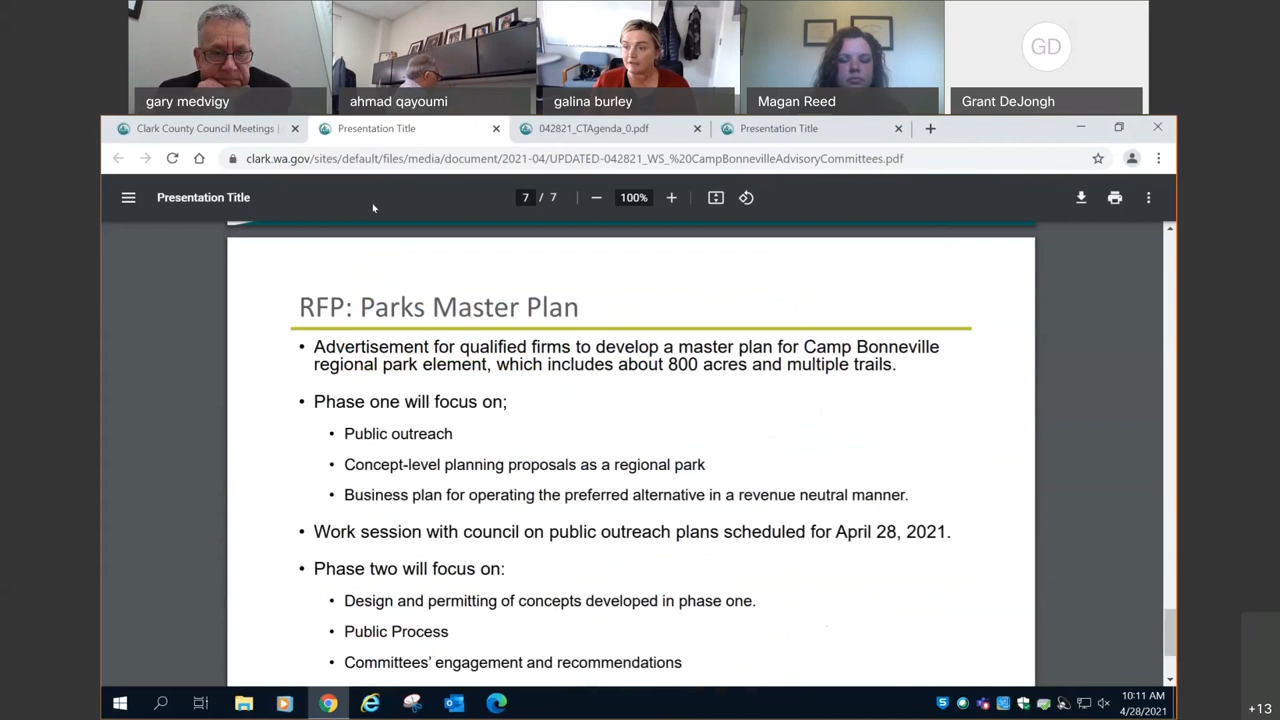 GD
gary medvigy
ahmad qayoumi
galina burley
Magan Reed
Grant DeJongh
Clark County Council Meetings |
Presentation Title
042821_CTAgenda_0.pdf
Presentation Title
clark.wa.gov/sites/default/files/media/document/2021-04/UPDATED-042821_WS_%20CampBonnevilleAdvisoryCommittees.pdf
Presentation Title
7 / 7
100%
RFP: Parks Master Plan
• Advertisement for qualified firms to develop a master plan for Camp Bonneville
regional park element, which includes about 800 acres and multiple trails.
• Phase one will focus on;
• Public outreach
• Concept-level planning proposals as a regional park
• Business plan for operating the preferred alternative in a revenue neutral manner.
• Work session with council on public outreach plans scheduled for April 28, 2021.
• Phase two will focus on:
• Design and permitting of concepts developed in phase one.
• Public Process
• Committees' engagement and recommendations
10:11 AM
4/28/2021
+13